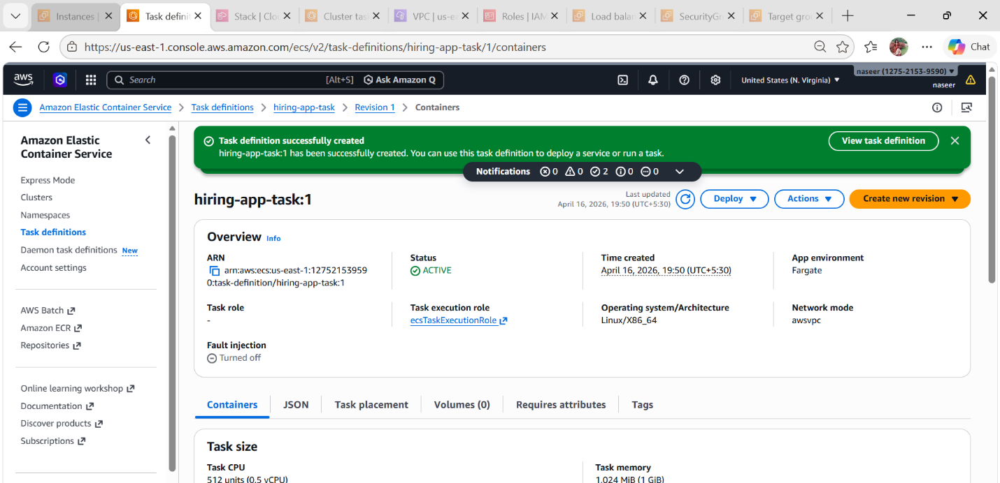 Instances |
Task defini
Stack | Clou
Cluster task
VPC | us-ea
Roles | IAM
Load balan
SecurityGr
Target grou
https://us-east-1.console.aws.amazon.com/ecs/v2/task-definitions/hiring-app-task/1/containers
Chat
aws
Search
[Alt+S]
Ask Amazon Q
United States (N. Virginia)
naseer (1275-2153-9590)
naseer
Amazon Elastic Container Service
Task definitions
hiring-app-task
Revision 1
Containers
Amazon Elastic
Container Service
Express Mode
Clusters
Namespaces
Task definitions
Daemon task definitions New
Account settings
AWS Batch
Amazon ECR
Repositories
Online learning workshop
Documentation
Discover products
Subscriptions
Task definition successfully created
hiring-app-task:1 has been successfully created. You can use this task definition to deploy a service or run a task.
View task definition
Notifications 0 0 2 0 0
hiring-app-task:1
Last updated
April 16, 2026, 19:50 (UTC+5:30)
Deploy
Actions
Create new revision
Overview Info
ARN
arn:aws:ecs:us-east-1:12752153959
0:task-definition/hiring-app-task:1
Status
ACTIVE
Time created
April 16, 2026, 19:50 (UTC+5:30)
App environment
Fargate
Task role
-
Task execution role
ecsTaskExecutionRole
Operating system/Architecture
Linux/X86_64
Network mode
awsvpc
Fault injection
Turned off
Containers
JSON
Task placement
Volumes (0)
Requires attributes
Tags
Task size
Task CPU
512 units (0.5 vCPU)
Task memory
1,024 MiB (1 GiB)